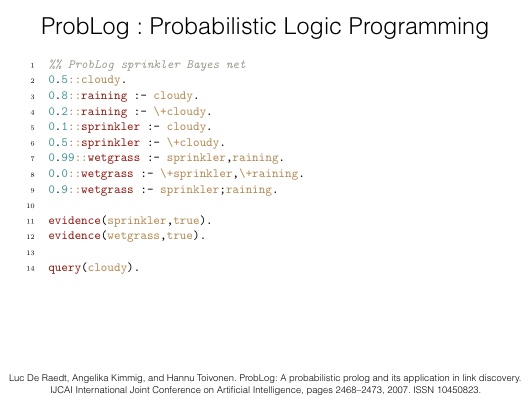 ProbLog : Probabilistic Logic Programming
1 %% ProbLog sprinkler Bayes net
2 0.5::cloudy.
3 0.8::raining :- cloudy.
4 0.2::raining :- \+cloudy.
5 0.1::sprinkler :- cloudy.
6 0.5::sprinkler :- \+cloudy.
7 0.99::wetgrass :- sprinkler,raining.
8 0.0::wetgrass :- \+sprinkler,\+raining.
9 0.9::wetgrass :- sprinkler;raining.
10
11 evidence(sprinkler,true).
12 evidence(wetgrass,true).
13
14 query(cloudy).
Luc De Raedt, Angelika Kimmig, and Hannu Toivonen. ProbLog: A probabilistic prolog and its application in link discovery.
IJCAI International Joint Conference on Artificial Intelligence, pages 2468–2473, 2007. ISSN 10450823.